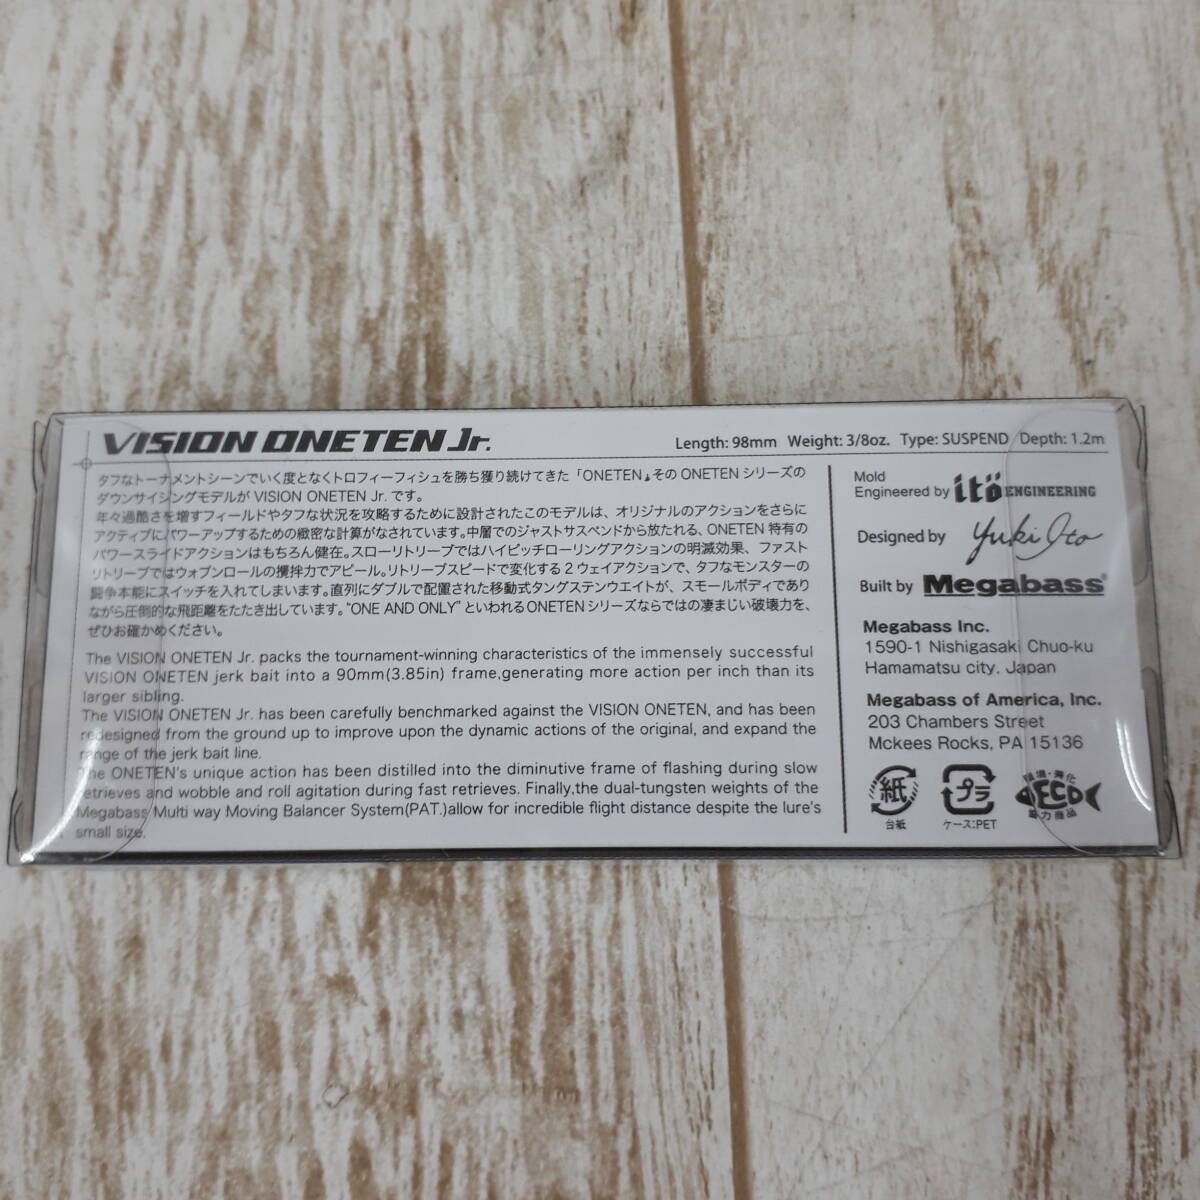 VISION ONETEN Jr.
Length: 98mm Weight: 3/8oz. Type: SUSPEND Depth: 1.2m
タフなトーナメントシーンでいく度となくトロフィーフィッシュを勝ち獲り続けてきた「ONETEN」。その ONETENシリーズの
ダウンサイジングモデルが VISION ONETEN Jr. です。
年々過酷さを増すフィールドやタフな状況を攻略するために設計されたこのモデルは、オリジナルのアクションをさらに
アクティブにパワーアップするための緻密な計算がなされています。中層でのジャストサスペンドから放たれる、ONETEN 特有の
パワースライドアクションはもちろん健在。スローリトリーブではハイピッチローリングアクションの明滅効果、ファスト
リトリーブではウォブンロールの攪拌力でアピール。リトリーブスピードで変化する2ウェイアクションで、タフなモンスターの
闘争本能にスイッチを入れてしまいます。直列にダブルで配置された移動式タングステンウエイトが、スモールボディであり
ながら圧倒的な飛距離をたたき出しています。"ONE AND ONLY" といわれるONETENシリーズならではの凄まじい破壊力を、
ぜひお確かめください。
The VISION ONETEN Jr. packs the tournament-winning characteristics of the immensely successful
VISION ONETEN jerk bait into a 90mm(3.85in) frame,generating more action per inch than its
larger sibling.
The VISION ONETEN Jr. has been carefully benchmarked against the VISION ONETEN, and has been
redesigned from the ground up to improve upon the dynamic actions of the original, and expand the
range of the jerk bait line.
The ONETEN's unique action has been distilled into the diminutive frame of flashing during slow
retrieves and wobble and roll agitation during fast retrieves. Finally,the dual-tungsten weights of the
Megabass Multi way Moving Balancer System(PAT.)allow for incredible flight distance despite the lure's
small size.
Mold
Engineered by itö ENGINEERING
Designed by Yuki Ito
Built by Megabass
Megabass Inc.
1590-1 Nishigasaki Chuo-ku
Hamamatsu city, Japan
Megabass of America, Inc.
203 Chambers Street
Mckees Rocks, PA 15136
紙
台紙
プラ
ケース:PET
環境・美化
ECO
協力商品